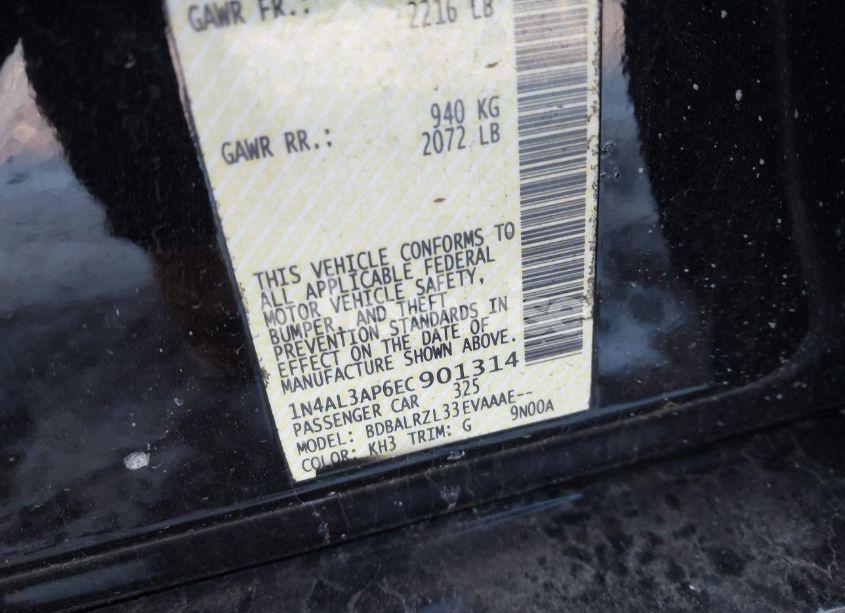 GAWR FR.: 2216 LB
940 KG
GAWR RR.: 2072 LB
THIS VEHICLE CONFORMS TO
ALL APPLICABLE FEDERAL
MOTOR VEHICLE SAFETY,
BUMPER, AND THEFT
PREVENTION STANDARDS IN
EFFECT ON THE DATE OF
MANUFACTURE SHOWN ABOVE.
1N4AL3AP6EC901314
PASSENGER CAR 325
MODEL: BDBALRZL33EVAAAE--
COLOR: KH3 TRIM: G 9N00A